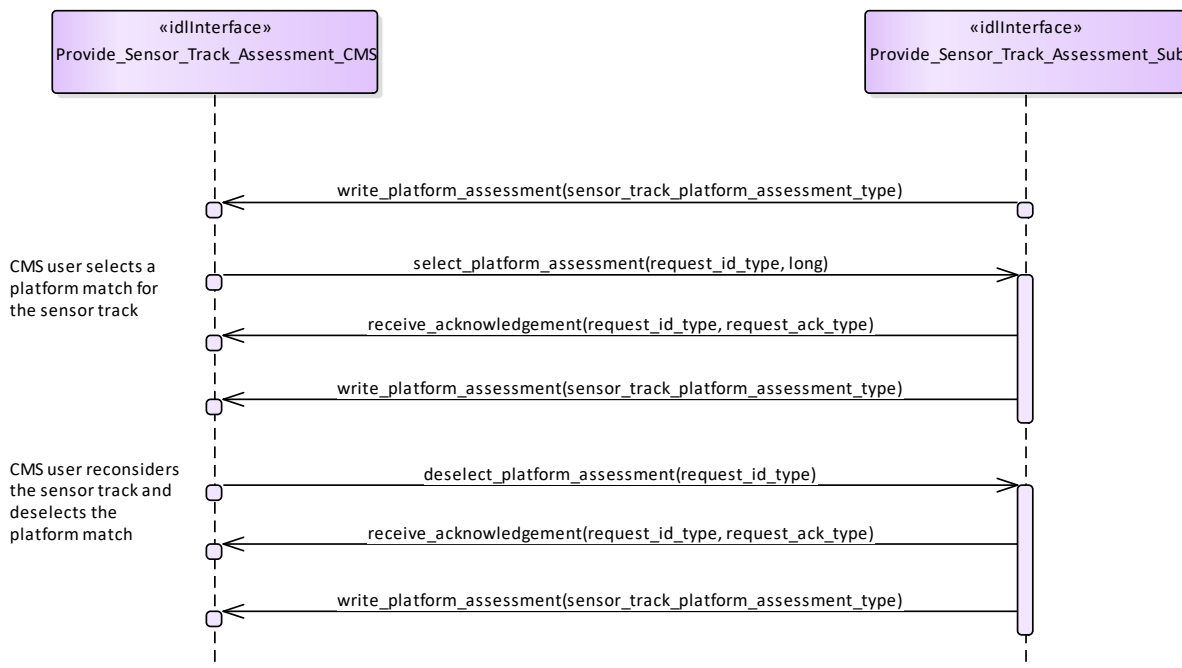 «idlInterface»
Provide_Sensor_Track_Assessment_CMS
«idlInterface»
Provide_Sensor_Track_Assessment_Sub
write_platform_assessment(sensor_track_platform_assessment_type)
CMS user selects a
platform match for
the sensor track
select_platform_assessment(request_id_type, long)
receive_acknowledgement(request_id_type, request_ack_type)
write_platform_assessment(sensor_track_platform_assessment_type)
CMS user reconsiders
the sensor track and
deselects the
platform match
deselect_platform_assessment(request_id_type)
receive_acknowledgement(request_id_type, request_ack_type)
write_platform_assessment(sensor_track_platform_assessment_type)